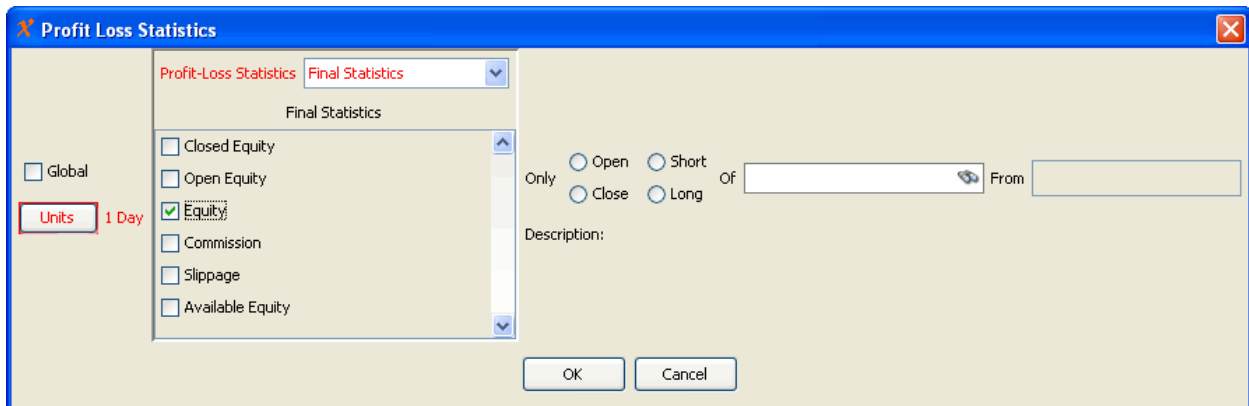 Profit Loss Statistics
Profit-Loss Statistics Final Statistics
Final Statistics
Closed Equity
Open Equity
Equity
Commission
Slippage
Available Equity
Global
Units 1 Day
Only Open Short Of From
Close Long
Description:
OK Cancel